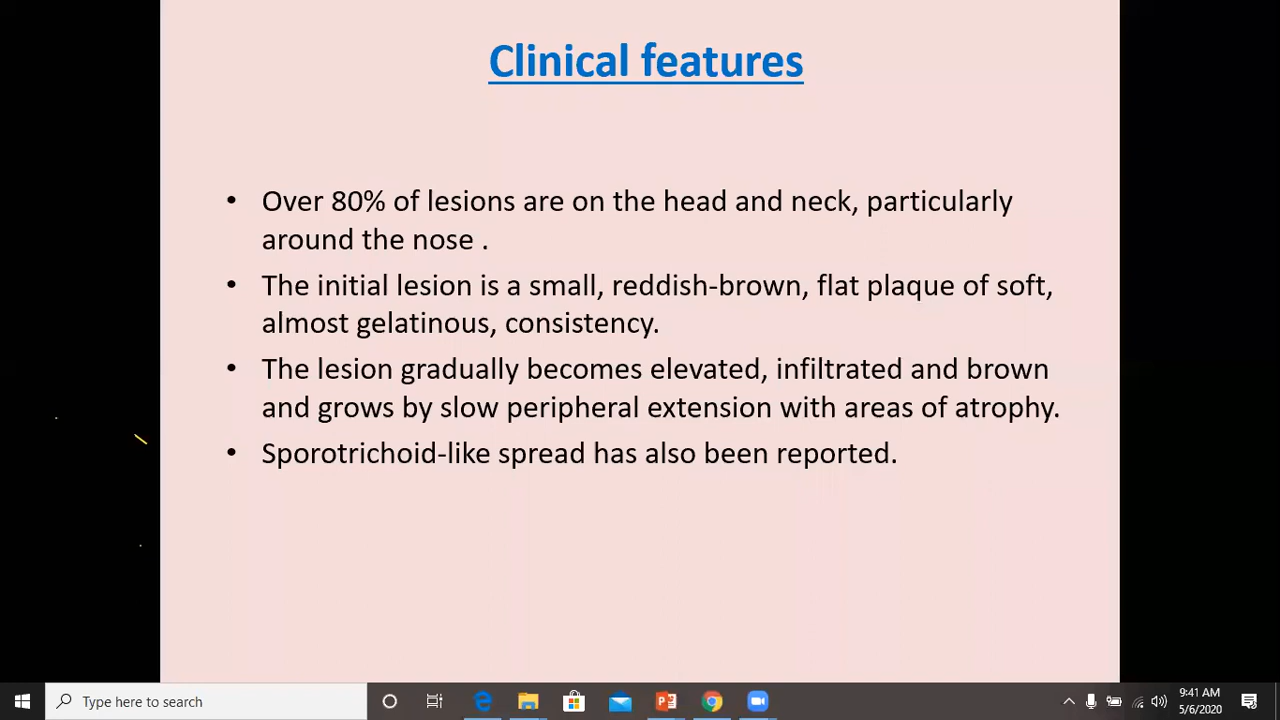 Clinical features
• Over 80% of lesions are on the head and neck, particularly
around the nose .
• The initial lesion is a small, reddish-brown, flat plaque of soft,
almost gelatinous, consistency.
• The lesion gradually becomes elevated, infiltrated and brown
and grows by slow peripheral extension with areas of atrophy.
• Sporotrichoid-like spread has also been reported.
Type here to search
9:41 AM
5/6/2020